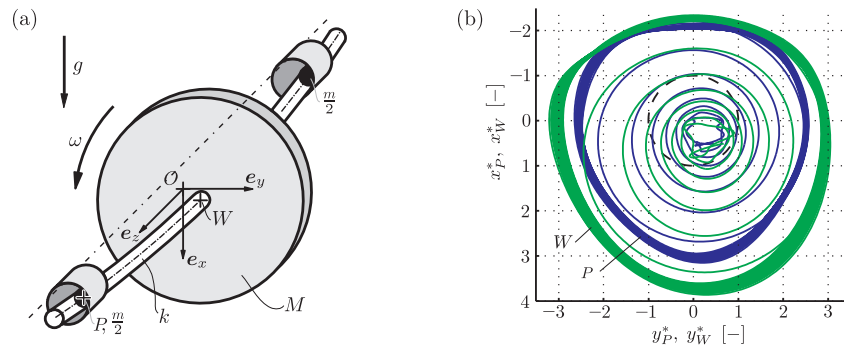 (a)
g
ω
m/2
𝒪
e_y
W
e_z
e_x
P, m/2
k
M
(b)
x*_P, x*_W [−]
−2
−1
0
1
2
3
4
W
P
−3 −2 −1 0 1 2 3
y*_P, y*_W [−]